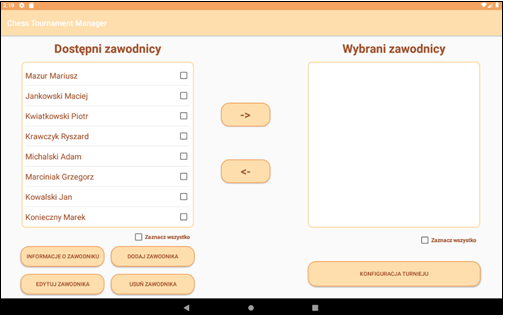 2:19
Chess Tournament Manager
Dostępni zawodnicy
Wybrani zawodnicy
Mazur Mariusz
Jankowski Maciej
Kwiatkowski Piotr
Krawczyk Ryszard
Michalski Adam
Marciniak Grzegorz
Kowalski Jan
Konieczny Marek
->
<-
Zaznacz wszystko
Zaznacz wszystko
INFORMACJE O ZAWODNIKU
DODAJ ZAWODNIKA
EDYTUJ ZAWODNIKA
USUŃ ZAWODNIKA
KONFIGURACJA TURNIEJU